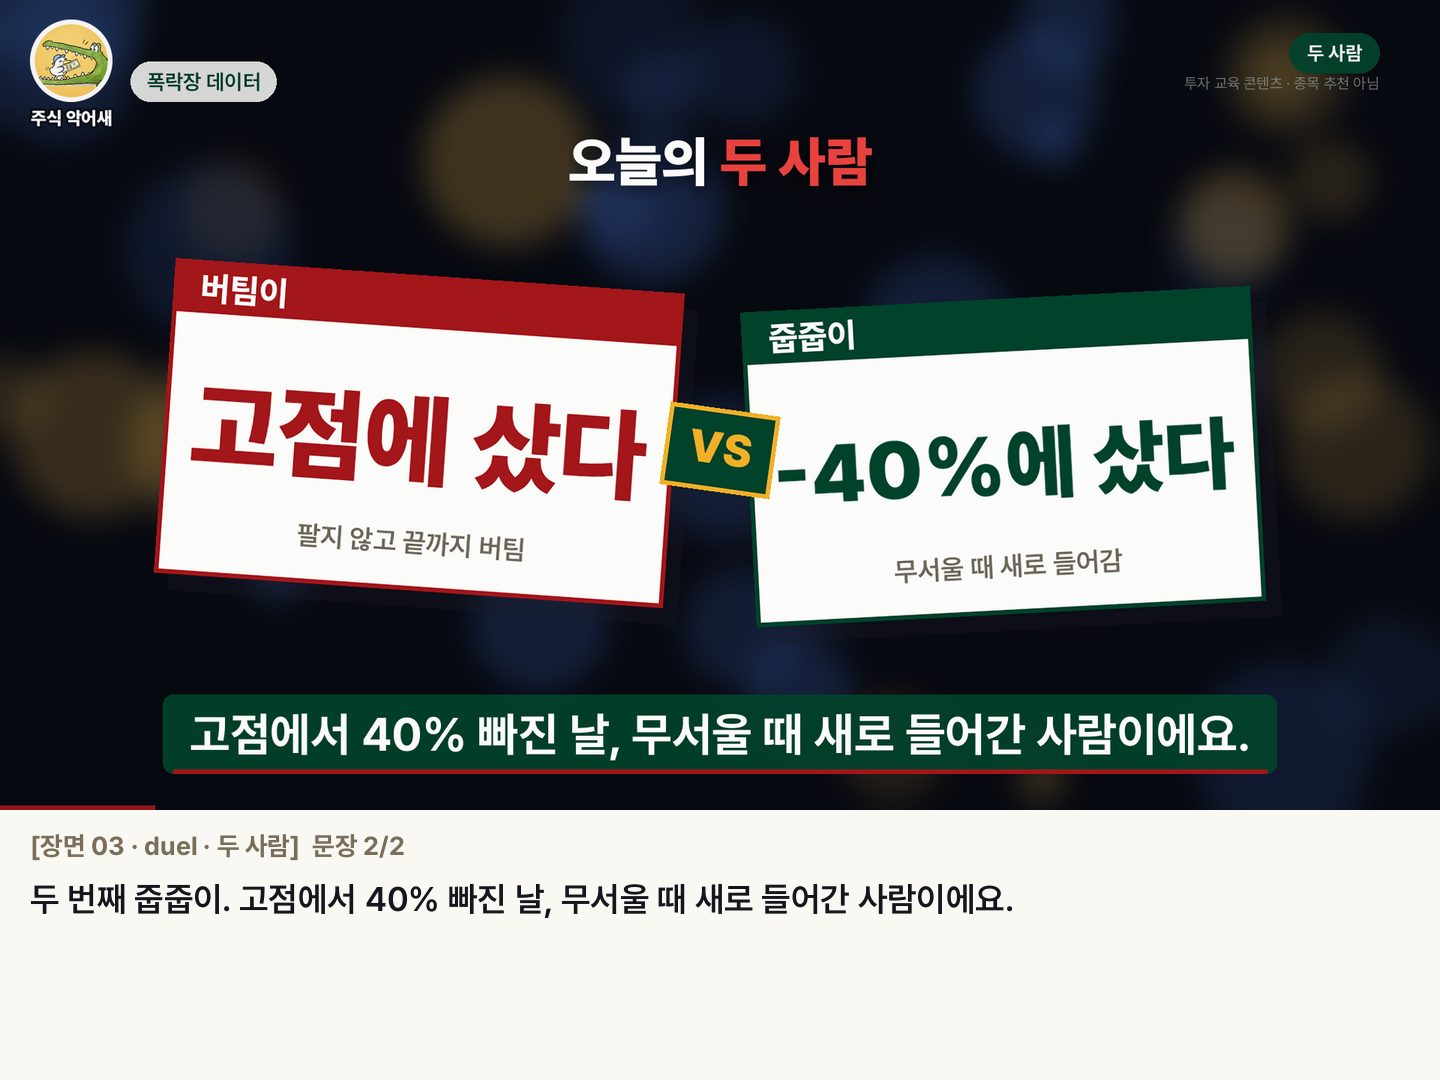 주식 악어새
폭락장 데이터
두 사람
투자 교육 콘텐츠 · 종목 추천 아님
오늘의 두 사람
버팀이
고점에 샀다
팔지 않고 끝까지 버팀
VS
줍줍이
-40%에 샀다
무서울 때 새로 들어감
고점에서 40% 빠진 날, 무서울 때 새로 들어간 사람이에요.
[장면 03 · duel · 두 사람] 문장 2/2
두 번째 줍줍이. 고점에서 40% 빠진 날, 무서울 때 새로 들어간 사람이에요.